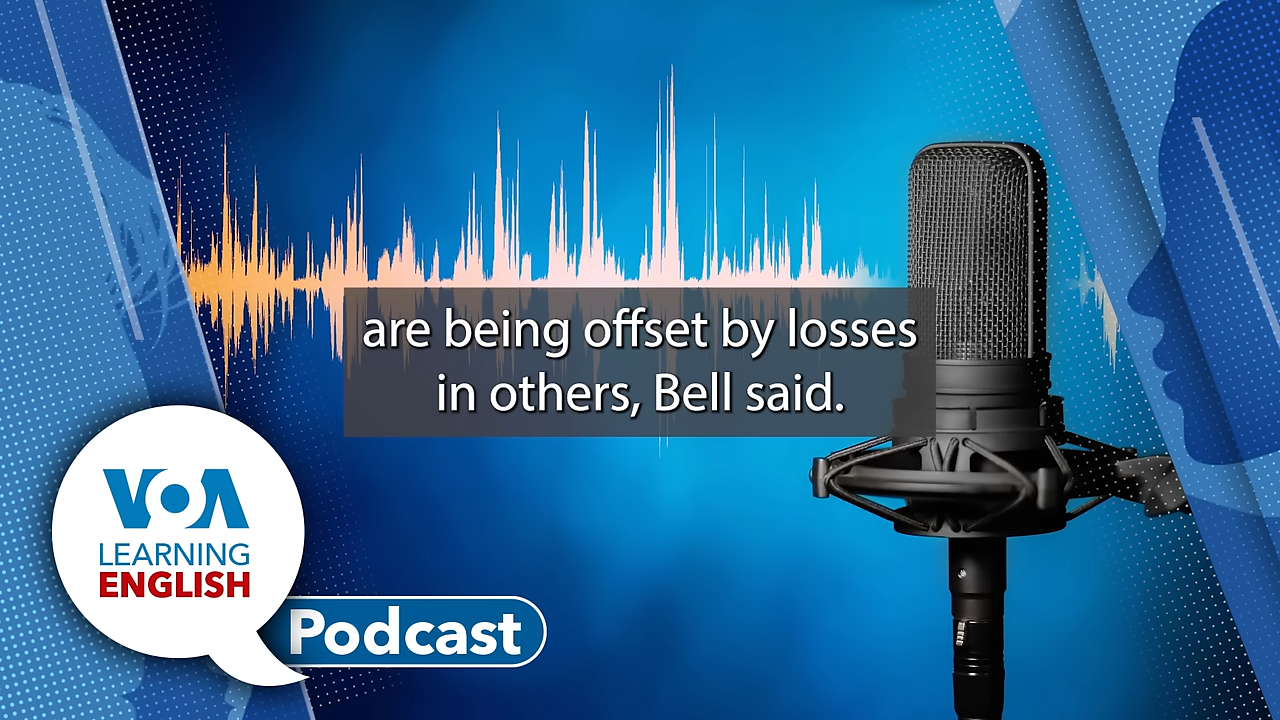 are being offset by losses
in others, Bell said.
VOA
LEARNING
ENGLISH
Podcast